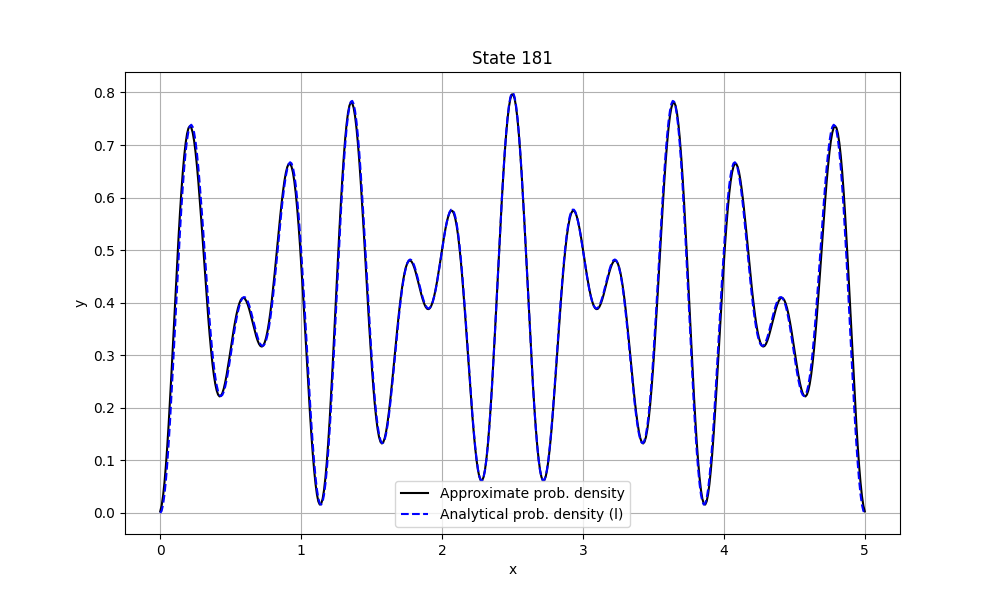 State 181
0.8
0.7
0.6
0.5
0.4
0.3
0.2
0.1
0.0
y
Approximate prob. density
Analytical prob. density (l)
0 1 2 3 4 5
x